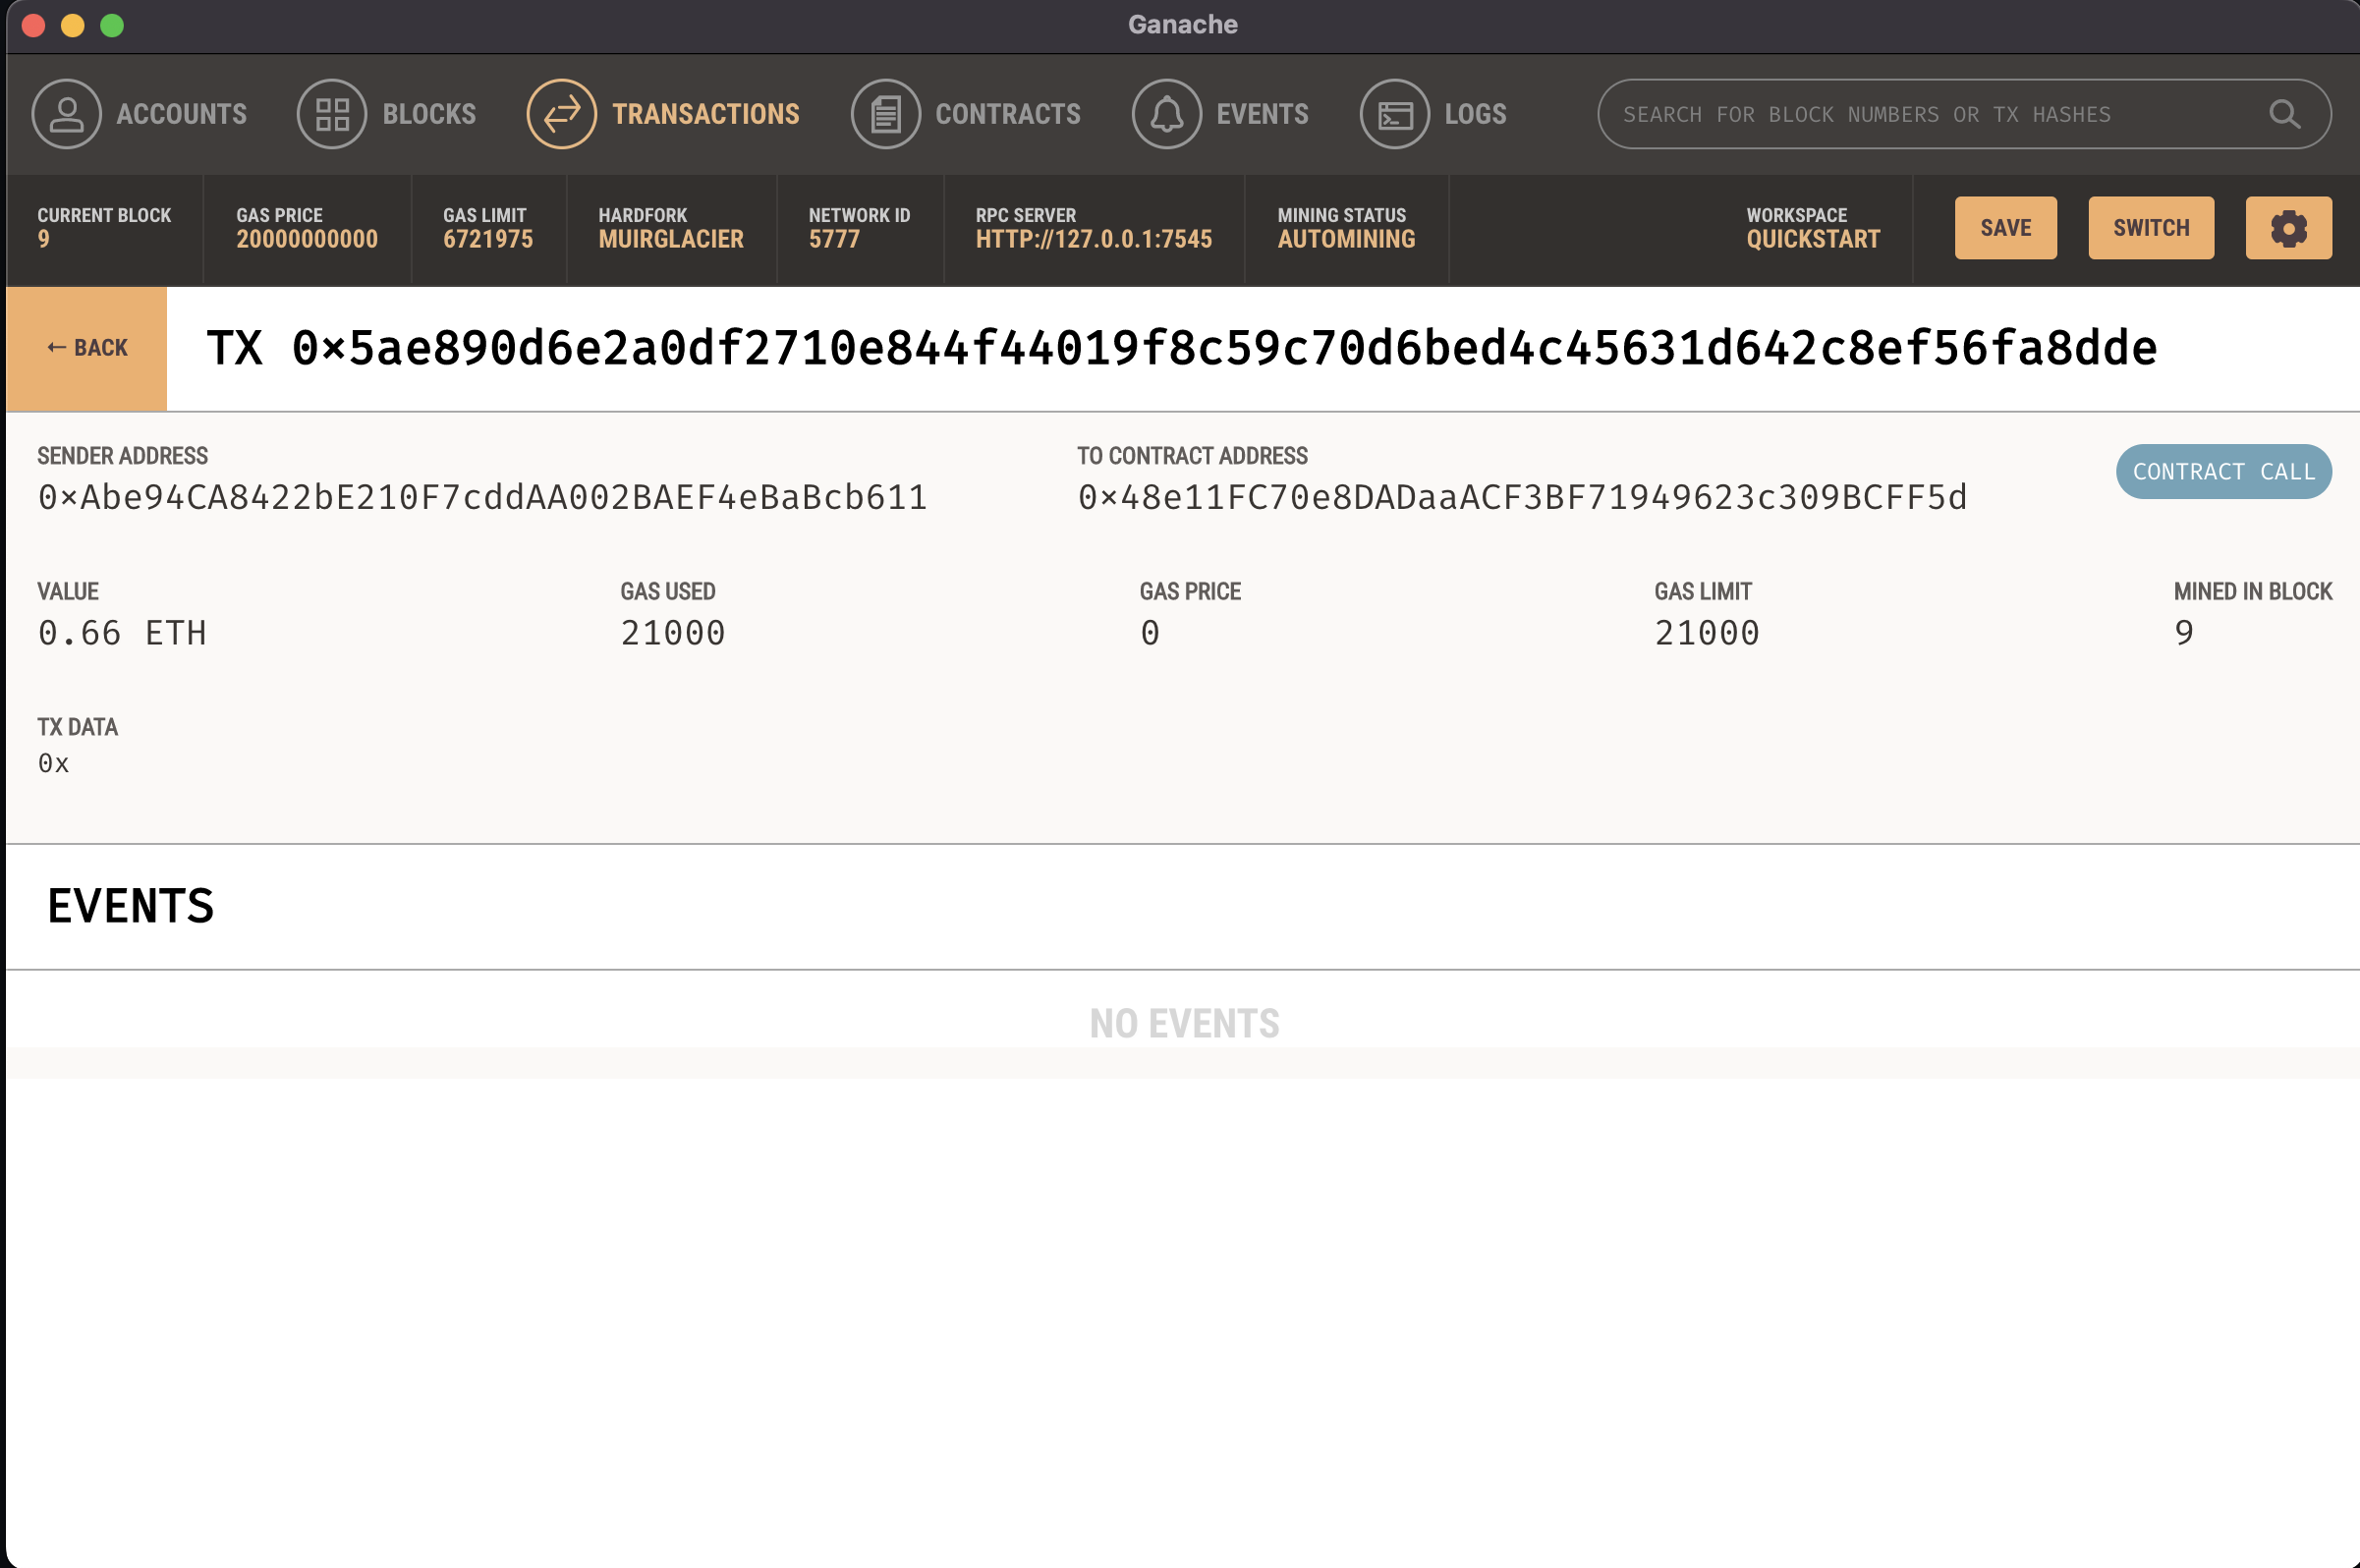 Ganache
ACCOUNTS BLOCKS TRANSACTIONS CONTRACTS EVENTS LOGS SEARCH FOR BLOCK NUMBERS OR TX HASHES
CURRENT BLOCK GAS PRICE GAS LIMIT HARDFORK NETWORK ID RPC SERVER MINING STATUS WORKSPACE
9 20000000000 6721975 MUIRGLACIER 5777 HTTP://127.0.0.1:7545 AUTOMINING QUICKSTART SAVE SWITCH
← BACK TX 0×5ae890d6e2a0df2710e844f44019f8c59c70d6bed4c45631d642c8ef56fa8dde
SENDER ADDRESS TO CONTRACT ADDRESS
0×Abe94CA8422bE210F7cddAA002BAEF4eBaBcb611 0×48e11FC70e8DADaaACF3BF71949623c309BCFF5d CONTRACT CALL
VALUE GAS USED GAS PRICE GAS LIMIT MINED IN BLOCK
0.66 ETH 21000 0 21000 9
TX DATA
0x
EVENTS
NO EVENTS